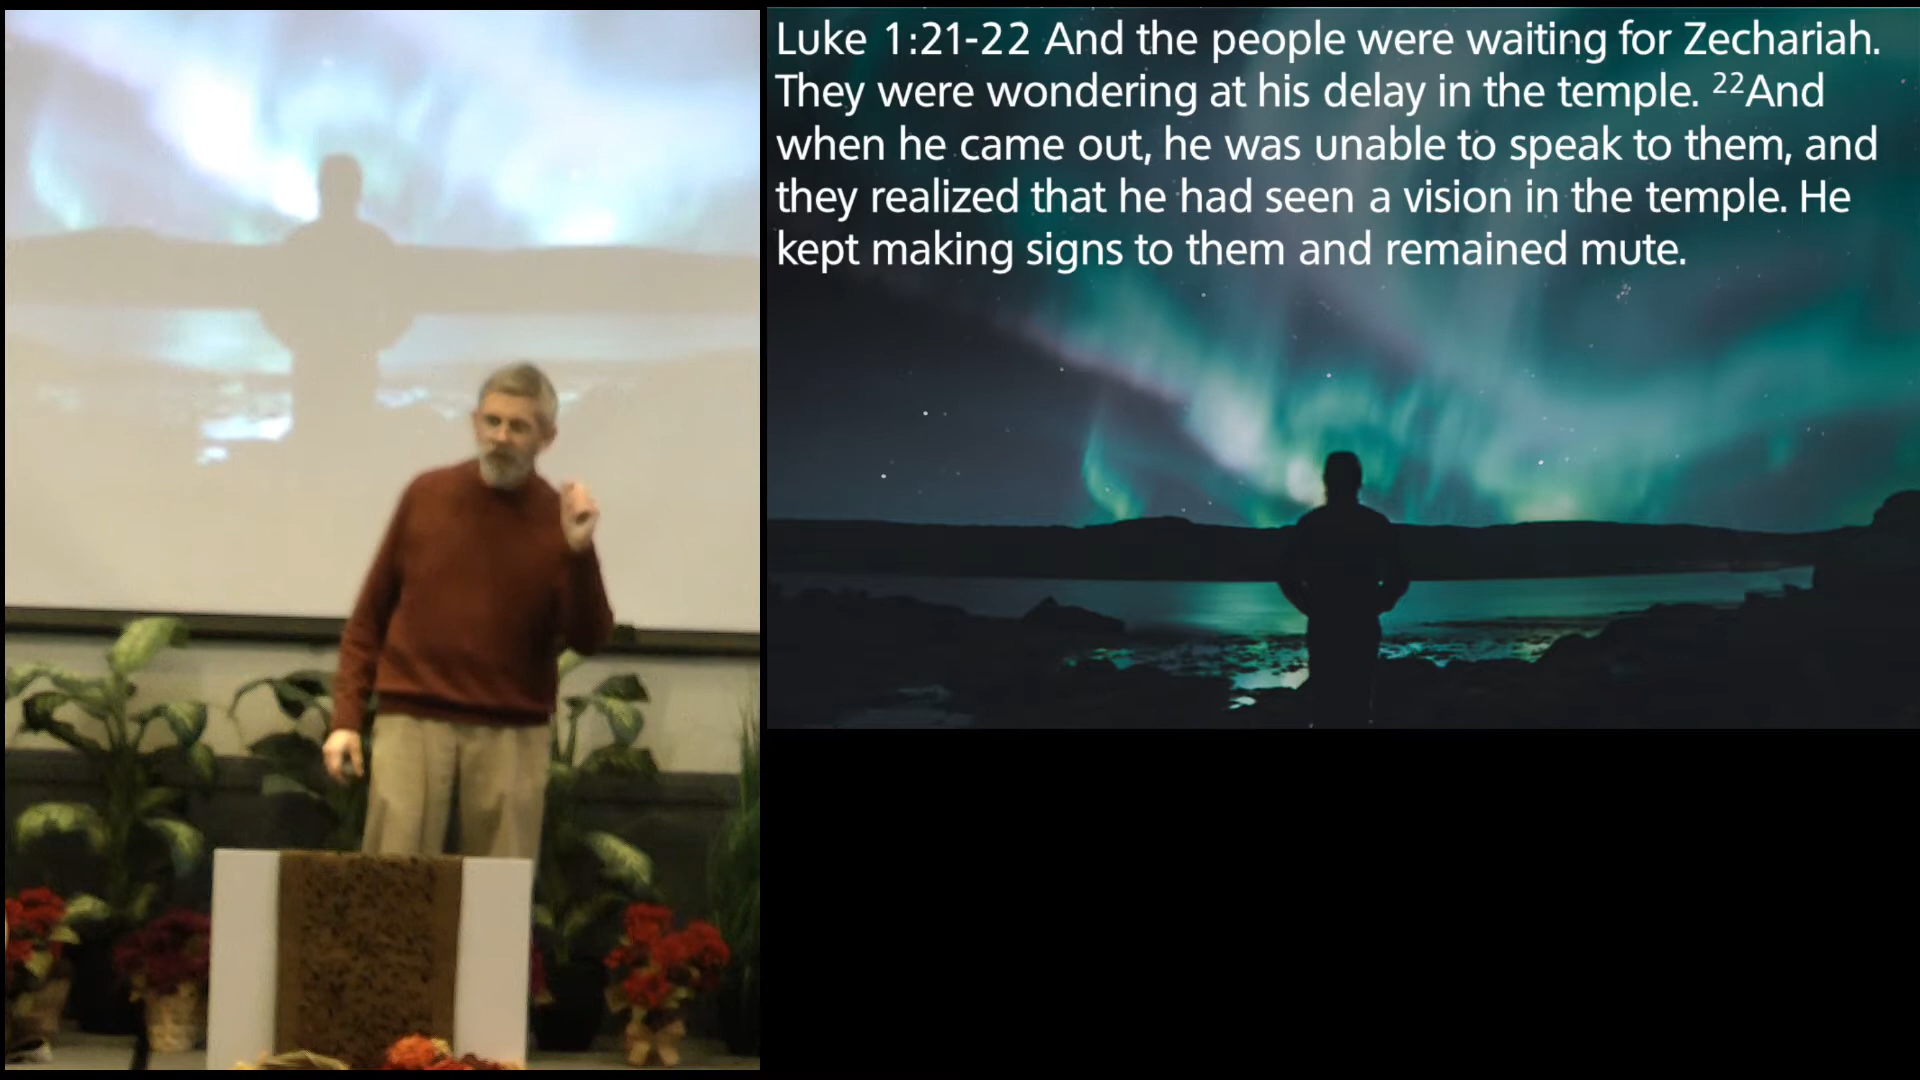 Luke 1:21-22 And the people were waiting for Zechariah.
They were wondering at his delay in the temple. ²²And
when he came out, he was unable to speak to them, and
they realized that he had seen a vision in the temple. He
kept making signs to them and remained mute.